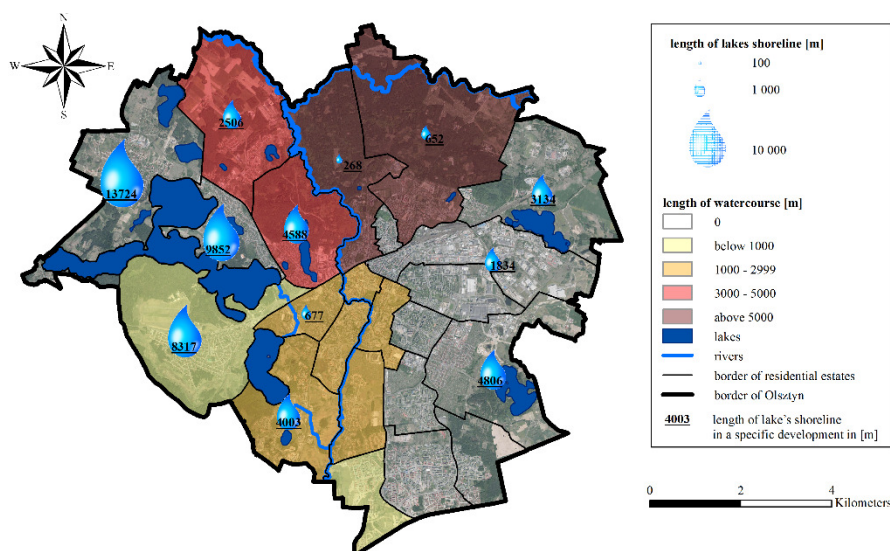 N
W
E
S
2506
652
268
13724
3134
4588
9852
1834
677
8317
4806
4003
length of lakes shoreline [m]
100
1 000
10 000
length of watercourse [m]
0
below 1000
1000 - 2999
3000 - 5000
above 5000
lakes
rivers
border of residential estates
border of Olsztyn
4003 length of lake's shoreline
in a specific development in [m]
0 2 4
Kilometers